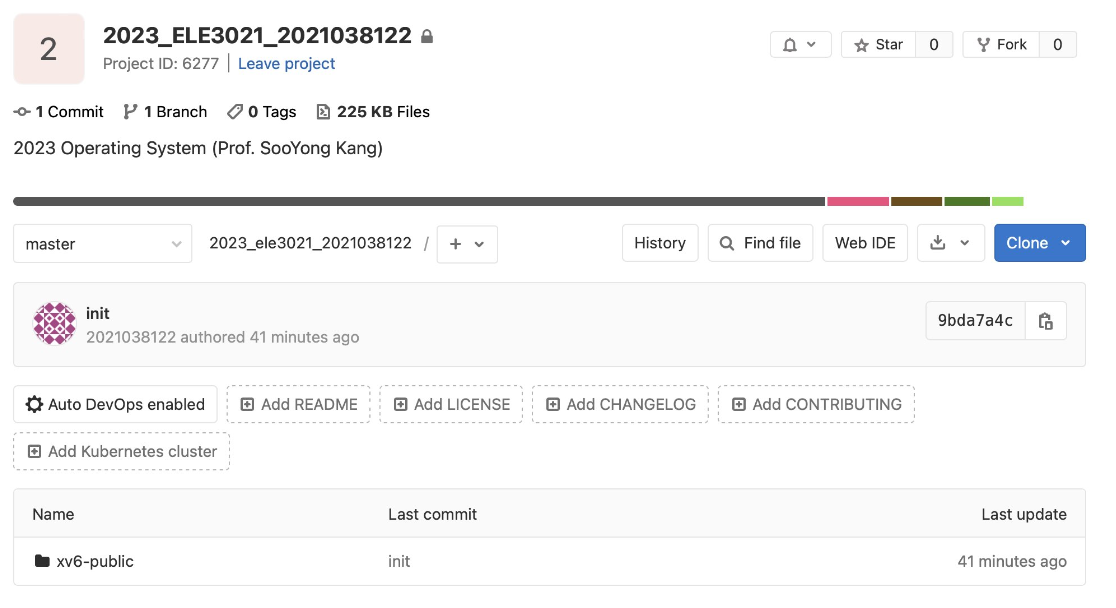 2
2023_ELE3021_2021038122
Project ID: 6277 | Leave project
Star 0
Fork 0
1 Commit 1 Branch 0 Tags 225 KB Files
2023 Operating System (Prof. SooYong Kang)
master 2023_ele3021_2021038122 / + History Find file Web IDE Clone
init
2021038122 authored 41 minutes ago
9bda7a4c
Auto DevOps enabled Add README Add LICENSE Add CHANGELOG Add CONTRIBUTING
Add Kubernetes cluster
Name Last commit Last update
xv6-public init 41 minutes ago